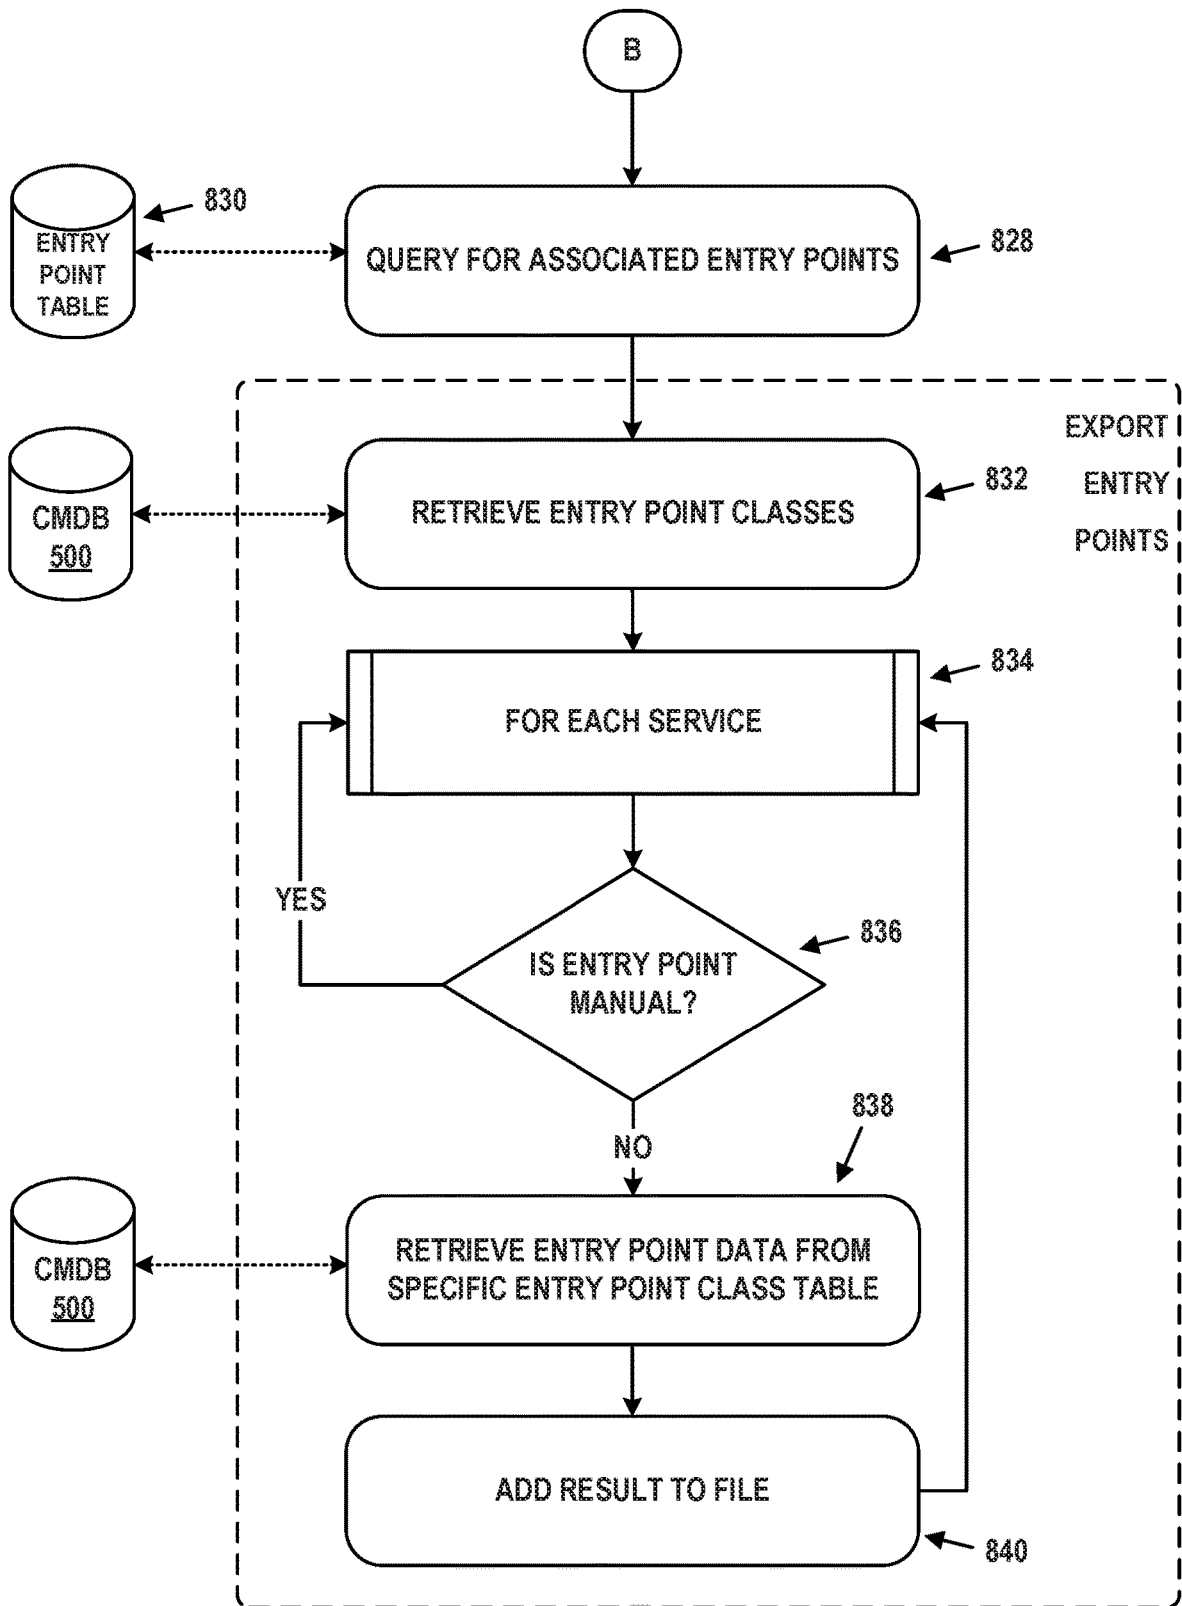 B
830
ENTRY
POINT
TABLE
QUERY FOR ASSOCIATED ENTRY POINTS
828
EXPORT
ENTRY
POINTS
CMDB
500
RETRIEVE ENTRY POINT CLASSES
832
834
FOR EACH SERVICE
YES
836
IS ENTRY POINT
MANUAL?
838
NO
CMDB
500
RETRIEVE ENTRY POINT DATA FROM
SPECIFIC ENTRY POINT CLASS TABLE
ADD RESULT TO FILE
840